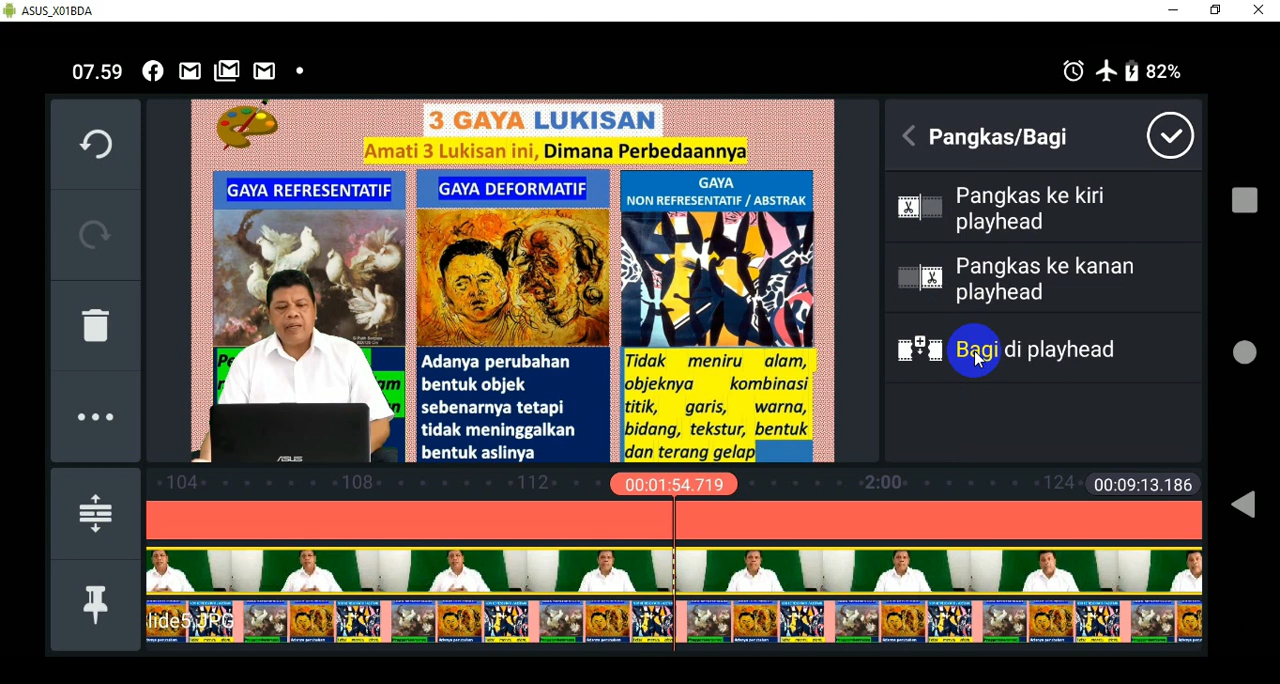 ASUS_X01BDA
07.59
82%
3 GAYA LUKISAN
Amati 3 Lukisan ini, Dimana Perbedaannya
GAYA REFRESENTATIF
GAYA DEFORMATIF
GAYA
NON REFRESENTATIF / ABSTRAK
Adanya perubahan
bentuk objek
sebenarnya tetapi
tidak meninggalkan
bentuk aslinya
Tidak meniru alam,
objeknya kombinasi
titik, garis, warna,
bidang, tekstur, bentuk
dan terang gelap
ASUS
Pangkas/Bagi
Pangkas ke kiri
playhead
Pangkas ke kanan
playhead
Bagi di playhead
104 108 112 00:01:54.719 2:00 124 00:09:13.186
lide5.JPG